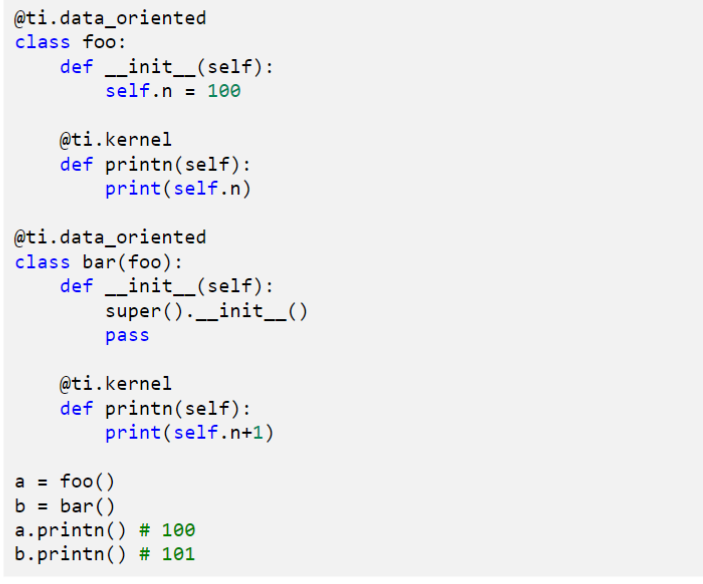 @ti.data_oriented
class foo:
    def __init__(self):
        self.n = 100

    @ti.kernel
    def printn(self):
        print(self.n)

@ti.data_oriented
class bar(foo):
    def __init__(self):
        super().__init__()
        pass

    @ti.kernel
    def printn(self):
        print(self.n+1)

a = foo()
b = bar()
a.printn() # 100
b.printn() # 101